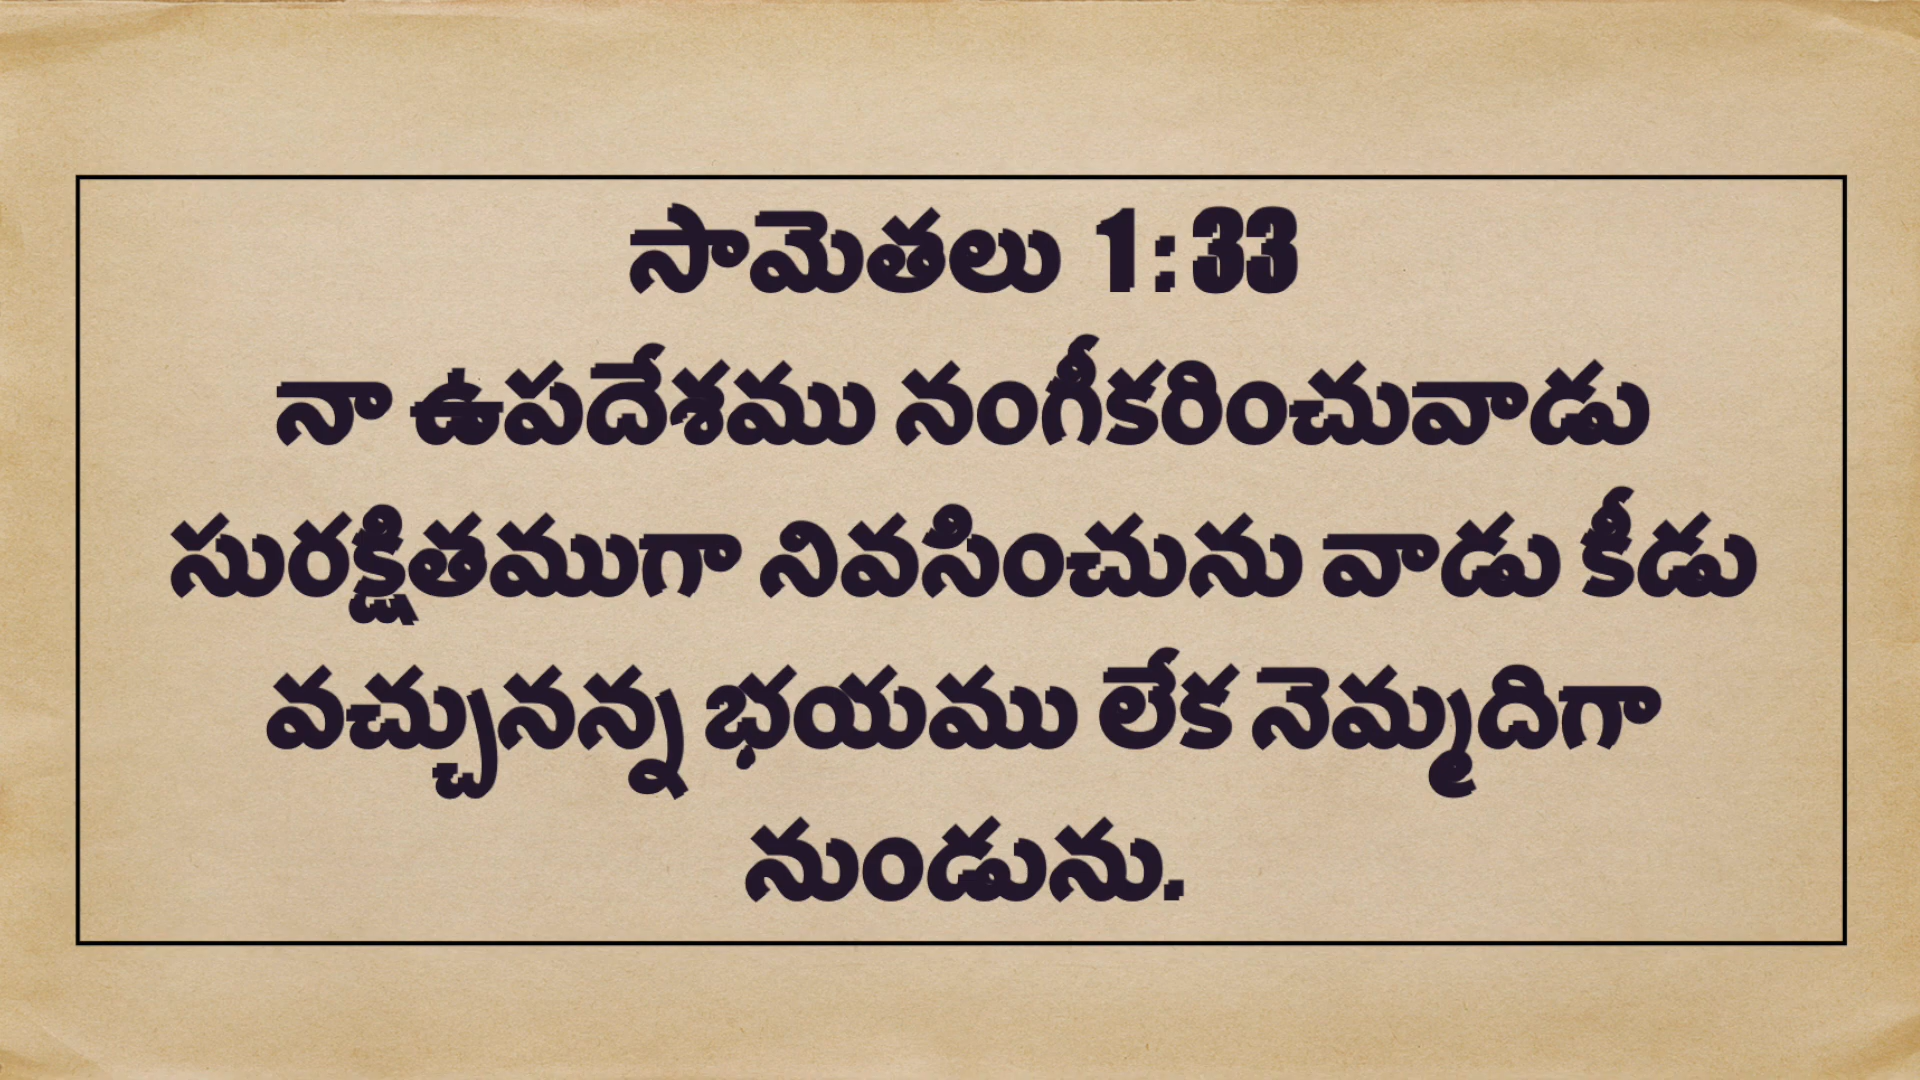 సామెతలు 1:33
నా ఉపదేశము నంగీకరించువాడు
సురక్షితముగా నివసించును వాడు కీడు
వచ్చునన్న భయము లేక నెమ్మదిగా
నుండును.